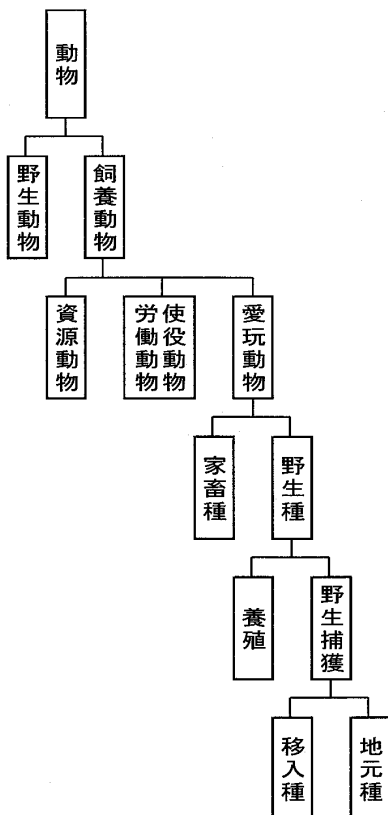 動物
野生動物
飼養動物
資源動物
使役動物
労働動物
愛玩動物
家畜種
野生種
養殖
野生捕獲
移入種
地元種